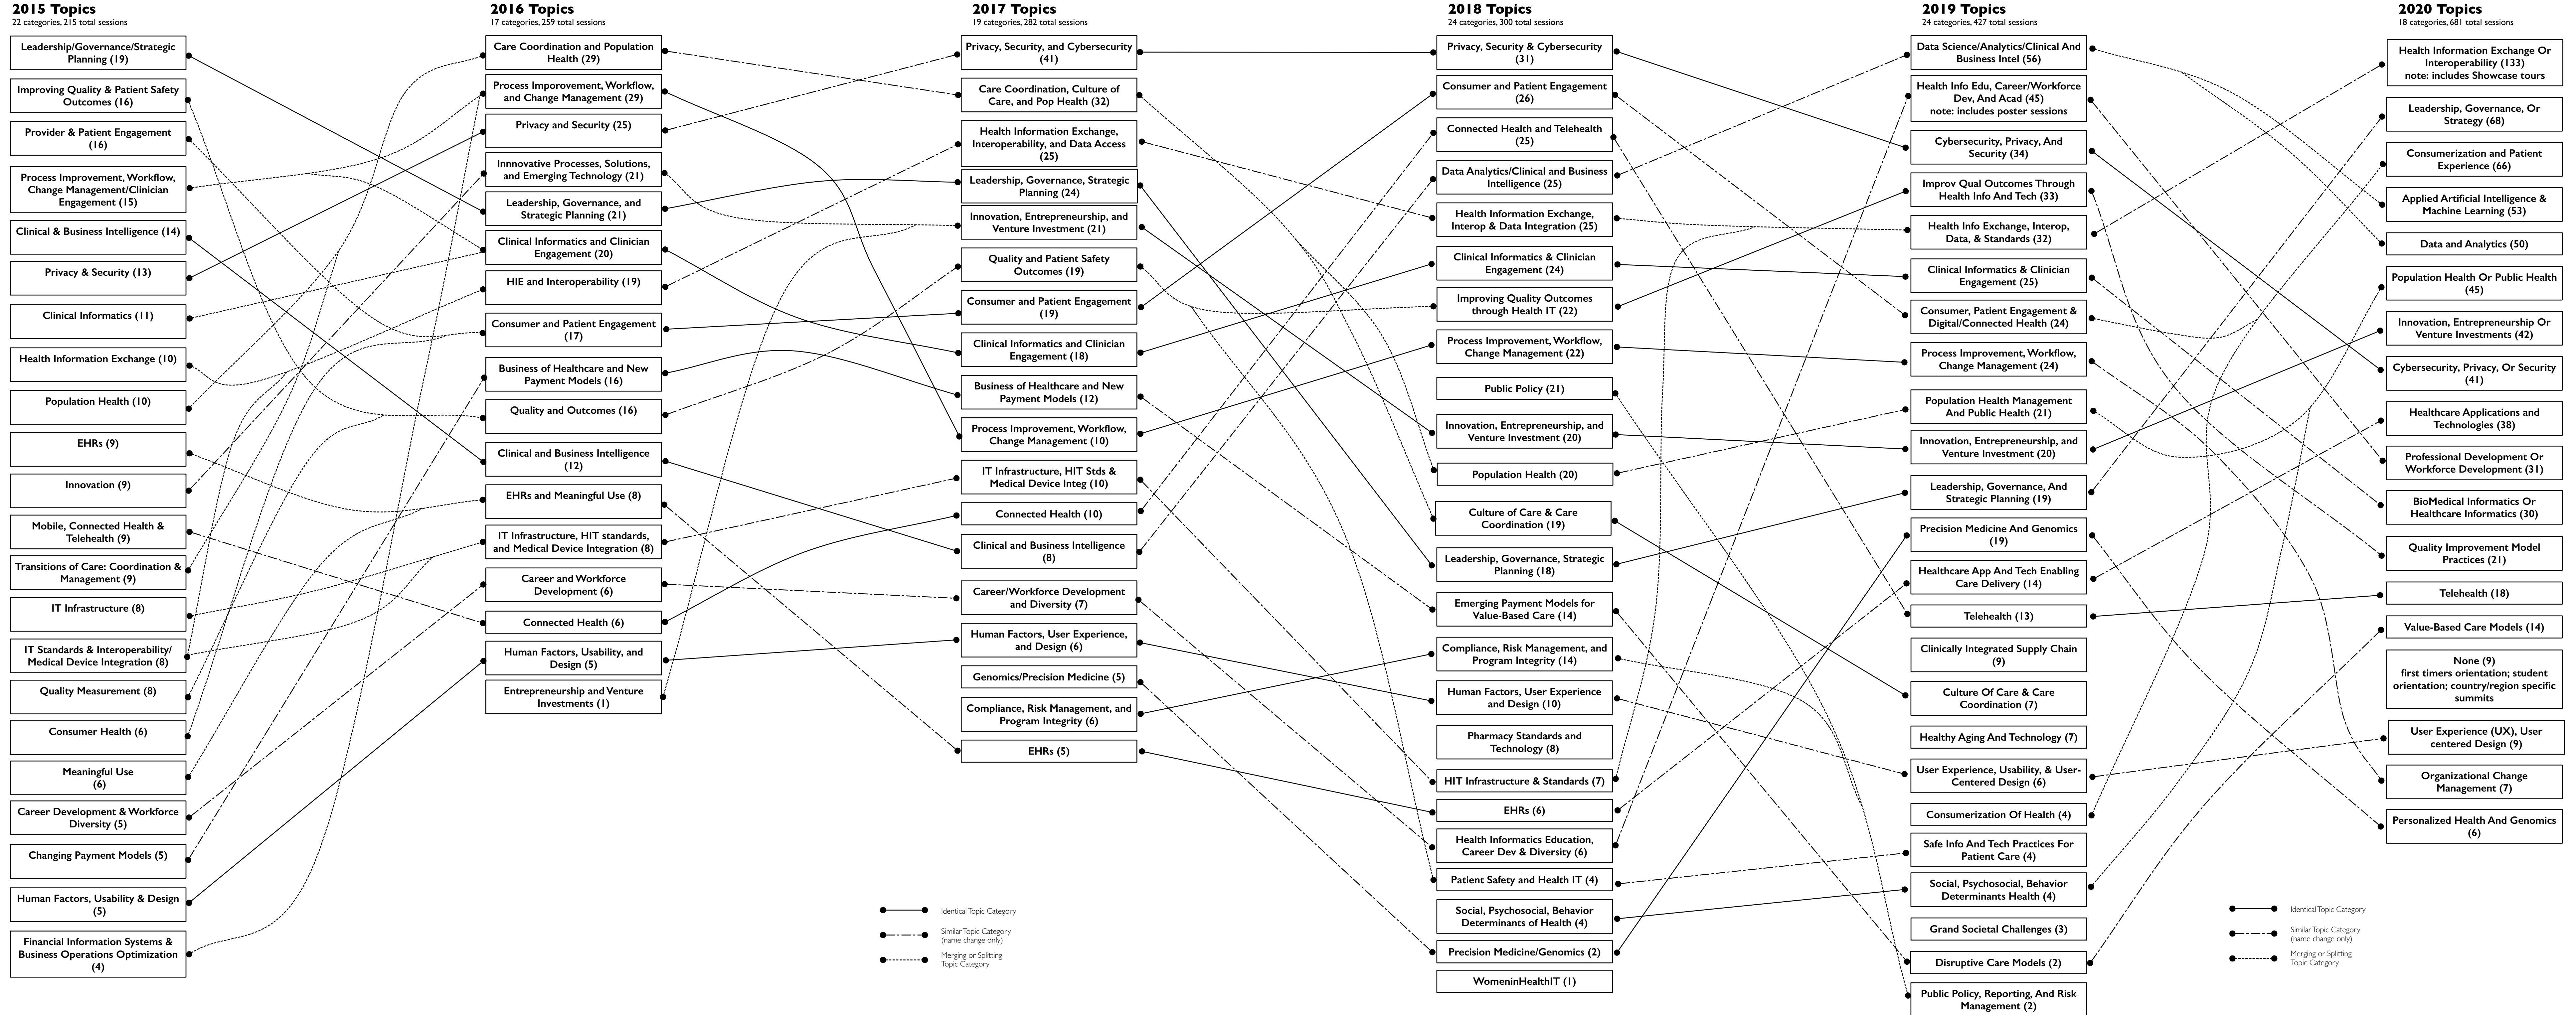 2015 Topics
22 categories, 215 total sessions
Leadership/Governance/Strategic
Planning (19)
Improving Quality & Patient Safety
Outcomes (16)
Provider & Patient Engagement
(16)
Process Improvement, Workflow,
Change Management/Clinician
Engagement (15)
Clinical & Business Intelligence (14)
Privacy & Security (13)
Clinical Informatics (11)
Health Information Exchange (10)
Population Health (10)
EHRs (9)
Innovation (9)
Mobile, Connected Health &
Telehealth (9)
Transitions of Care: Coordination &
Management (9)
IT Infrastructure (8)
IT Standards & Interoperability/
Medical Device Integration (8)
Quality Measurement (8)
Consumer Health (6)
Meaningful Use
(6)
Career Development & Workforce
Diversity (5)
Changing Payment Models (5)
Human Factors, Usability & Design
(5)
Financial Information Systems &
Business Operations Optimization
(4)
2016 Topics
17 categories, 259 total sessions
Care Coordination and Population
Health (29)
Process Imporovement, Workflow,
and Change Management (29)
Privacy and Security (25)
Innnovative Processes, Solutions,
and Emerging Technology (21)
Leadership, Governance, and
Strategic Planning (21)
Clinical Informatics and Clinician
Engagement (20)
HIE and Interoperability (19)
Consumer and Patient Engagement
(17)
Business of Healthcare and New
Payment Models (16)
Quality and Outcomes (16)
Clinical and Business Intelligence
(12)
EHRs and Meaningful Use (8)
IT Infrastructure, HIT standards,
and Medical Device Integration (8)
Career and Workforce
Development (6)
Connected Health (6)
Human Factors, Usability, and
Design (5)
Entrepreneurship and Venture
Investments (1)
2017 Topics
19 categories, 282 total sessions
Privacy, Security, and Cybersecurity
(41)
Care Coordination, Culture of
Care, and Pop Health (32)
Health Information Exchange,
Interoperability, and Data Access
(25)
Leadership, Governance, Strategic
Planning (24)
Innovation, Entrepreneurship, and
Venture Investment (21)
Quality and Patient Safety
Outcomes (19)
Consumer and Patient Engagement
(19)
Clinical Informatics and Clinician
Engagement (18)
Business of Healthcare and New
Payment Models (12)
Process Improvement, Workflow,
Change Management (10)
IT Infrastructure, HIT Stds &
Medical Device Integ (10)
Connected Health (10)
Clinical and Business Intelligence
(8)
Career/Workforce Development
and Diversity (7)
Human Factors, User Experience,
and Design (6)
Genomics/Precision Medicine (5)
Compliance, Risk Management, and
Program Integrity (6)
EHRs (5)
Identical Topic Category
Similar Topic Category
(name change only)
Merging or Splitting
Topic Category
2018 Topics
24 categories, 300 total sessions
Privacy, Security & Cybersecurity
(31)
Consumer and Patient Engagement
(26)
Connected Health and Telehealth
(25)
Data Analytics/Clinical and Business
Intelligence (25)
Health Information Exchange,
Interop & Data Integration (25)
Clinical Informatics & Clinician
Engagement (24)
Improving Quality Outcomes
through Health IT (22)
Process Improvement, Workflow,
Change Management (22)
Public Policy (21)
Innovation, Entrepreneurship, and
Venture Investment (20)
Population Health (20)
Culture of Care & Care
Coordination (19)
Leadership, Governance, Strategic
Planning (18)
Emerging Payment Models for
Value-Based Care (14)
Compliance, Risk Management, and
Program Integrity (14)
Human Factors, User Experience
and Design (10)
Pharmacy Standards and
Technology (8)
HIT Infrastructure & Standards (7)
EHRs (6)
Health Informatics Education,
Career Dev & Diversity (6)
Patient Safety and Health IT (4)
Social, Psychosocial, Behavior
Determinants of Health (4)
Precision Medicine/Genomics (2)
WomeninHealthIT (1)
2019 Topics
24 categories, 427 total sessions
Data Science/Analytics/Clinical And
Business Intel (56)
Health Info Edu, Career/Workforce
Dev, And Acad (45)
note: includes poster sessions
Cybersecurity, Privacy, And
Security (34)
Improv Qual Outcomes Through
Health Info And Tech (33)
Health Info Exchange, Interop,
Data, & Standards (32)
Clinical Informatics & Clinician
Engagement (25)
Consumer, Patient Engagement &
Digital/Connected Health (24)
Process Improvement, Workflow,
Change Management (24)
Population Health Management
And Public Health (21)
Innovation, Entrepreneurship, and
Venture Investment (20)
Leadership, Governance, And
Strategic Planning (19)
Precision Medicine And Genomics
(19)
Healthcare App And Tech Enabling
Care Delivery (14)
Telehealth (13)
Clinically Integrated Supply Chain
(9)
Culture Of Care & Care
Coordination (7)
Healthy Aging And Technology (7)
User Experience, Usability, & User-
Centered Design (6)
Consumerization Of Health (4)
Safe Info And Tech Practices For
Patient Care (4)
Social, Psychosocial, Behavior
Determinants Health (4)
Grand Societal Challenges (3)
Disruptive Care Models (2)
Public Policy, Reporting, And Risk
Management (2)
2020 Topics
18 categories, 681 total sessions
Health Information Exchange Or
Interoperability (133)
note: includes Showcase tours
Leadership, Governance, Or
Strategy (68)
Consumerization and Patient
Experience (66)
Applied Artificial Intelligence &
Machine Learning (53)
Data and Analytics (50)
Population Health Or Public Health
(45)
Innovation, Entrepreneurship Or
Venture Investments (42)
Cybersecurity, Privacy, Or Security
(41)
Healthcare Applications and
Technologies (38)
Professional Development Or
Workforce Development (31)
BioMedical Informatics Or
Healthcare Informatics (30)
Quality Improvement Model
Practices (21)
Telehealth (18)
Value-Based Care Models (14)
None (9)
first timers orientation; student
orientation; country/region specific
summits
User Experience (UX), User
centered Design (9)
Organizational Change
Management (7)
Personalized Health And Genomics
(6)
Identical Topic Category
Similar Topic Category
(name change only)
Merging or Splitting
Topic Category